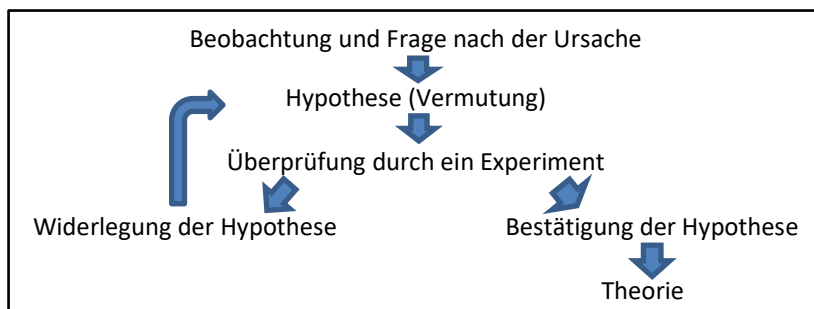 Beobachtung und Frage nach der Ursache
Hypothese (Vermutung)
Überprüfung durch ein Experiment
Widerlegung der Hypothese
Bestätigung der Hypothese
Theorie